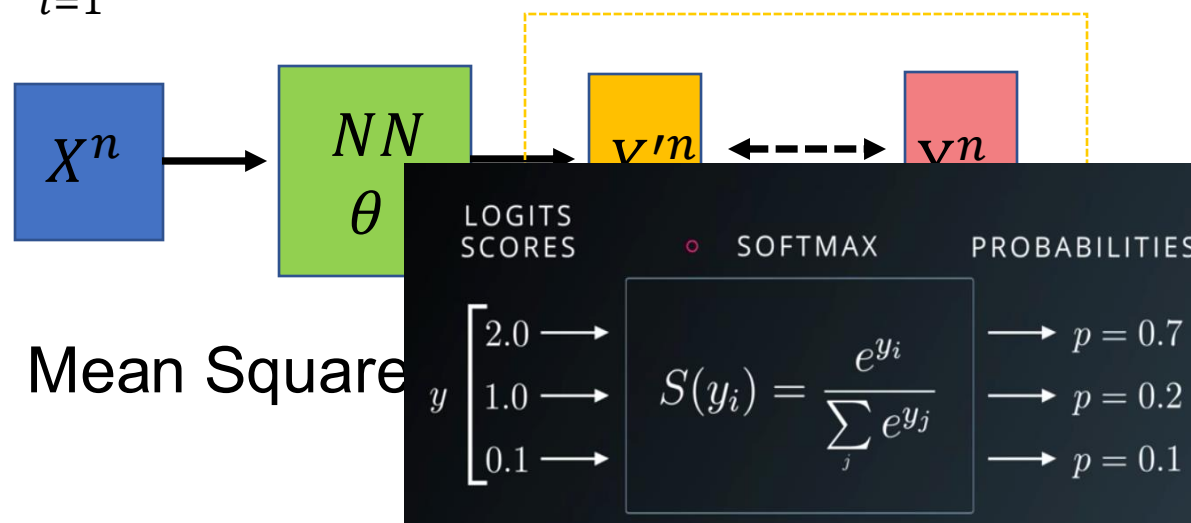 i=1
X^n
NN
θ
Y'^n
Y^n
Mean Square
LOGITS
SCORES
SOFTMAX
PROBABILITIES
y
2.0
1.0
0.1
S(y_i) = e^{y_i} / ∑_j e^{y_j}
p = 0.7
p = 0.2
p = 0.1